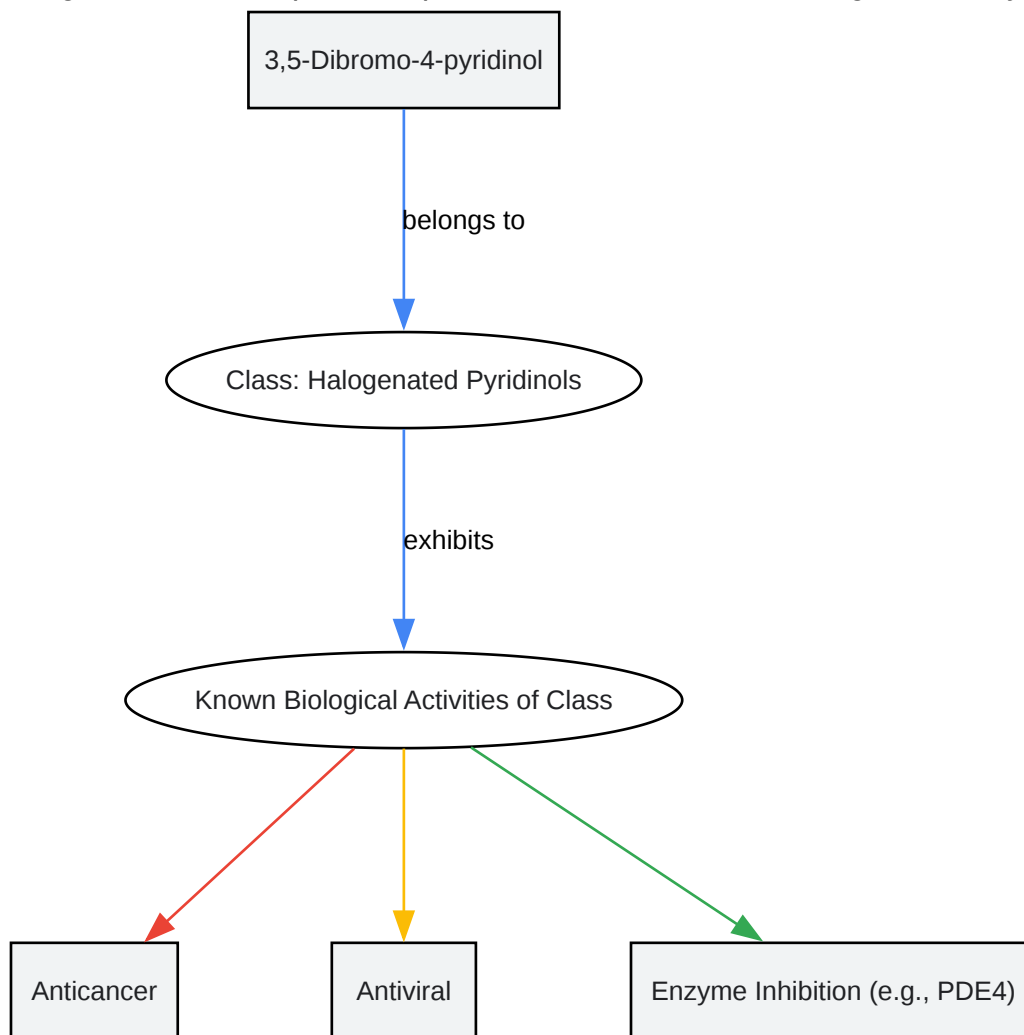 3,5-Dibromo-4-pyridinol
belongs to
Class: Halogenated Pyridinols
exhibits
Known Biological Activities of Class
Anticancer
Antiviral
Enzyme Inhibition (e.g., PDE4)